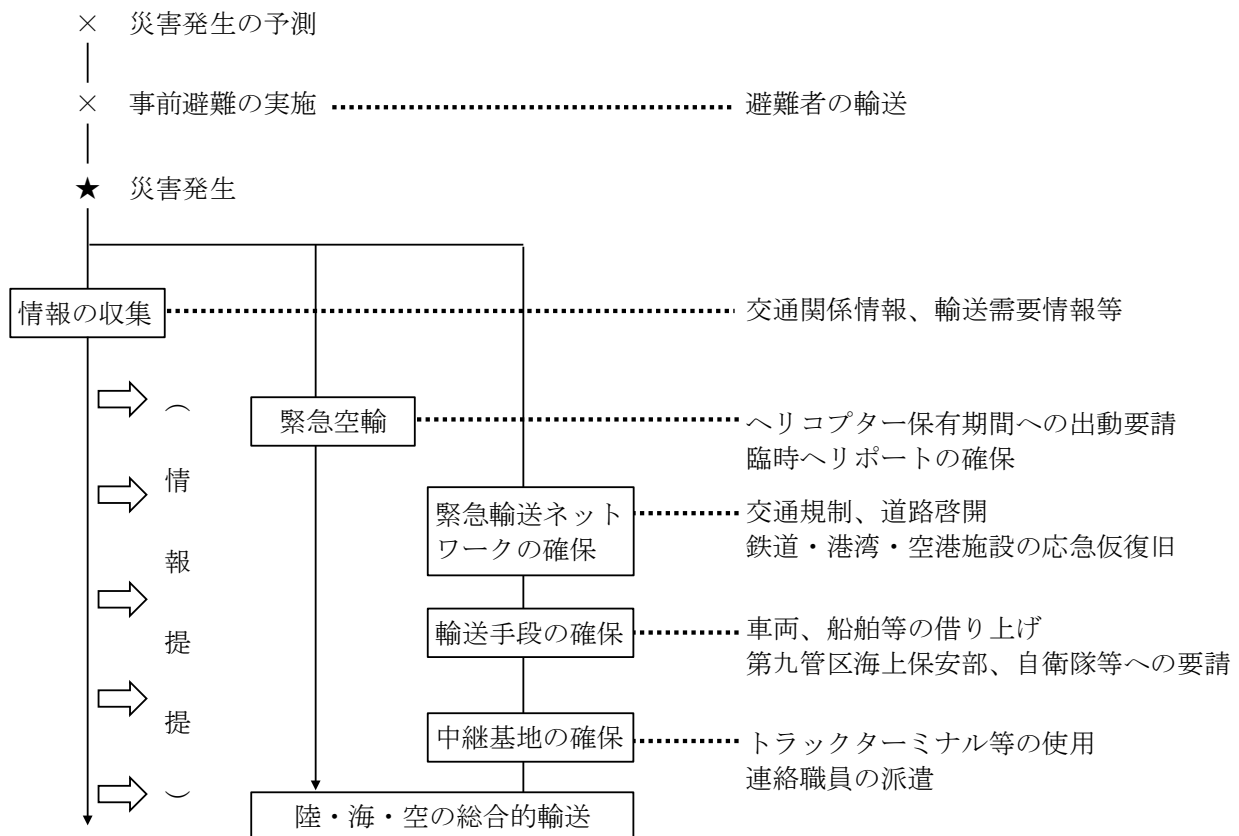 × 災害発生の予測
× 事前避難の実施 避難者の輸送
★ 災害発生
情報の収集 交通関係情報、輸送需要情報等
(情報提提)
緊急空輸 ヘリコプター保有期間への出動要請
臨時ヘリポートの確保
緊急輸送ネット
ワークの確保
交通規制、道路啓開
鉄道・港湾・空港施設の応急仮復旧
輸送手段の確保 車両、船舶等の借り上げ
第九管区海上保安部、自衛隊等への要請
中継基地の確保 トラックターミナル等の使用
連絡職員の派遣
陸・海・空の総合的輸送